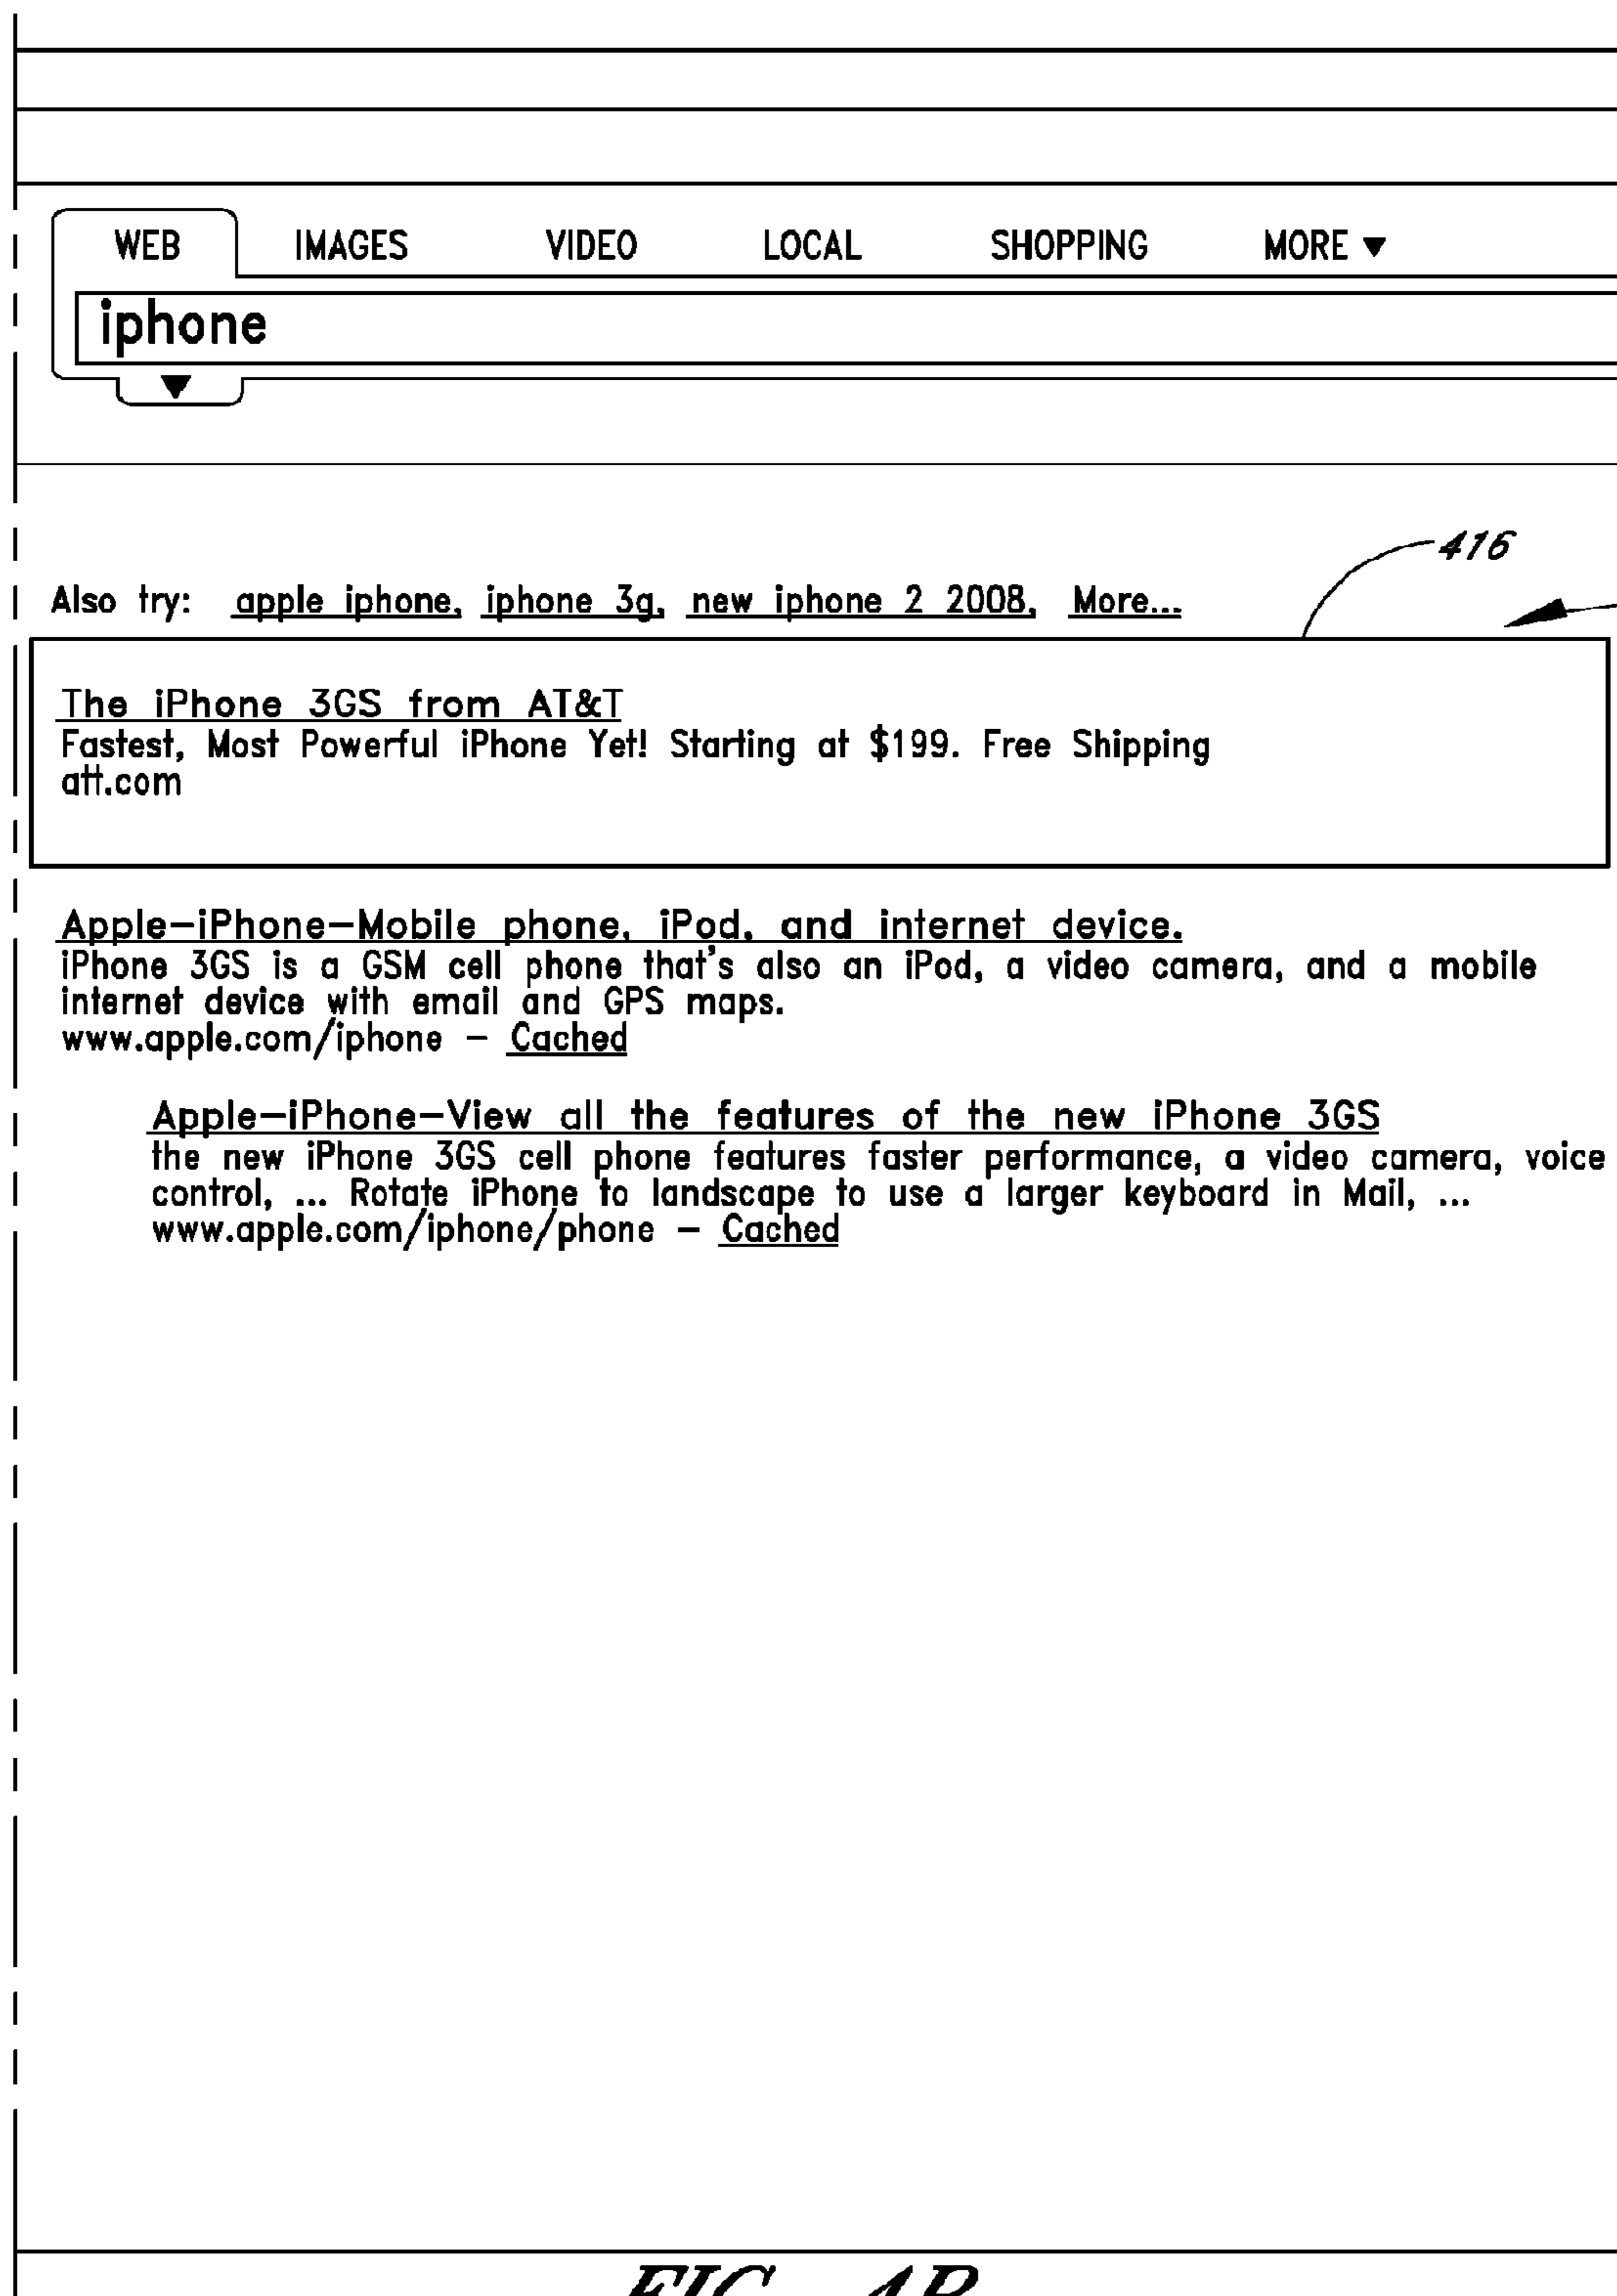 WEB IMAGES VIDEO LOCAL SHOPPING MORE ▼
iphone
416
Also try: apple iphone, iphone 3g, new iphone 2 2008, More...
The iPhone 3GS from AT&T
Fastest, Most Powerful iPhone Yet! Starting at $199. Free Shipping
att.com
Apple-iPhone-Mobile phone, iPod, and internet device.
iPhone 3GS is a GSM cell phone that's also an iPod, a video camera, and a mobile
internet device with email and GPS maps.
www.apple.com/iphone - Cached
Apple-iPhone-View all the features of the new iPhone 3GS
the new iPhone 3GS cell phone features faster performance, a video camera, voice
control, ... Rotate iPhone to landscape to use a larger keyboard in Mail, ...
www.apple.com/iphone/phone - Cached
FIG. 4B